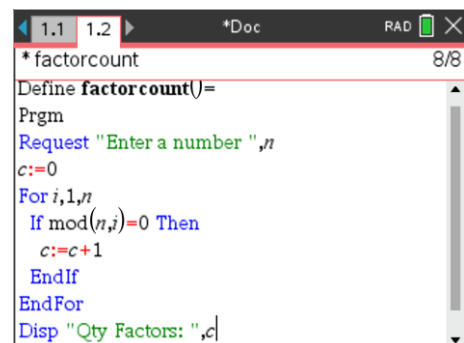 1.1 1.2 *Doc RAD
* factorcount 8/8
Define factorcount()=
Prgm
Request "Enter a number ",n
c:=0
For i,1,n
If mod(n,i)=0 Then
c:=c+1
EndIf
EndFor
Disp "Qty Factors: ",c